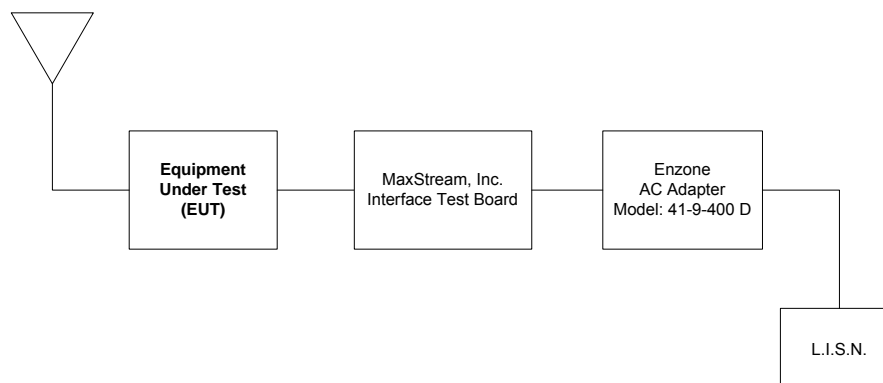 Equipment
Under Test
(EUT)
MaxStream, Inc.
Interface Test Board
Enzone
AC Adapter
Model: 41-9-400 D
L.I.S.N.